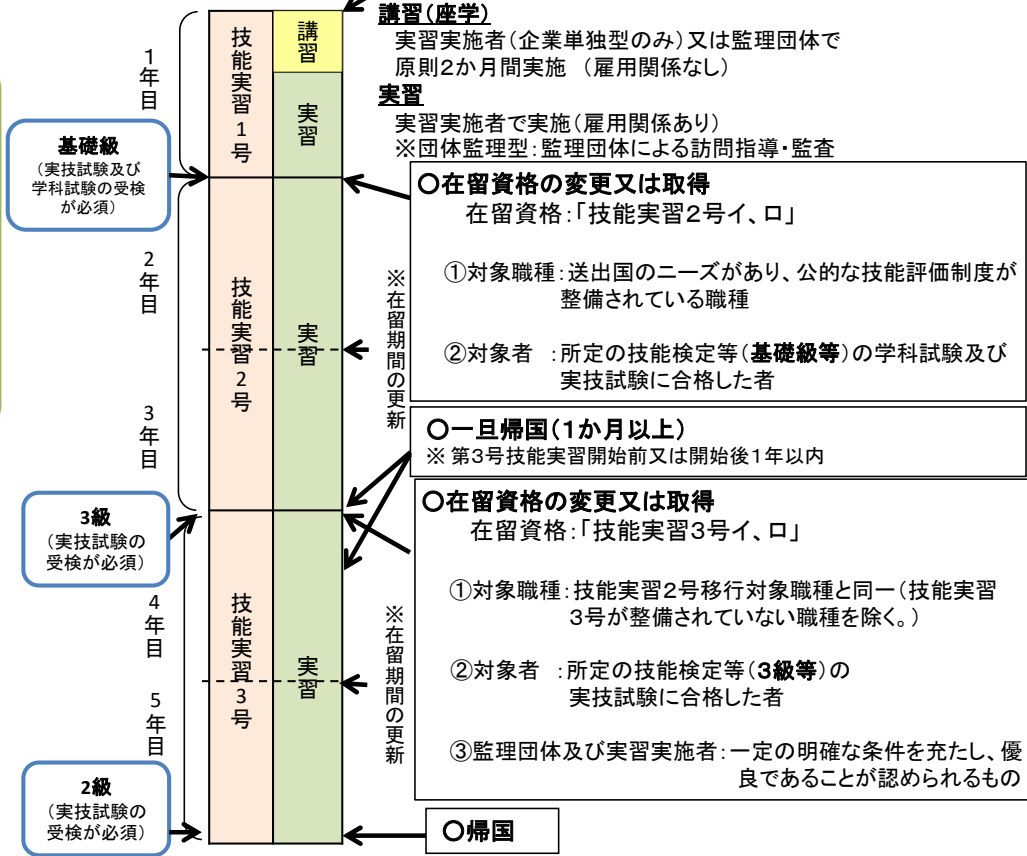 講習(座学)
実習実施者(企業単独型のみ)又は監理団体で
原則2か月間実施 (雇用関係なし)
実習
実習実施者で実施(雇用関係あり)
※団体監理型:監理団体による訪問指導・監査
技能実習1号
講習
実習
1年目
基礎級
(実技試験及び
学科試験の受検
が必須)
○在留資格の変更又は取得
在留資格:「技能実習2号イ、ロ」
①対象職種:送出国のニーズがあり、公的な技能評価制度が
整備されている職種
②対象者 :所定の技能検定等(基礎級等)の学科試験及び
実技試験に合格した者
2年目
技能実習2号
実習
※在留期間の更新
3年目
○一旦帰国(1か月以上)
※ 第3号技能実習開始前又は開始後1年以内
3級
(実技試験の
受検が必須)
○在留資格の変更又は取得
在留資格:「技能実習3号イ、ロ」
①対象職種:技能実習2号移行対象職種と同一(技能実習
3号が整備されていない職種を除く。)
②対象者 :所定の技能検定等(3級等)の
実技試験に合格した者
③監理団体及び実習実施者:一定の明確な条件を充たし、優
良であることが認められるもの
4年目
技能実習3号
実習
※在留期間の更新
5年目
2級
(実技試験の
受検が必須)
○帰国